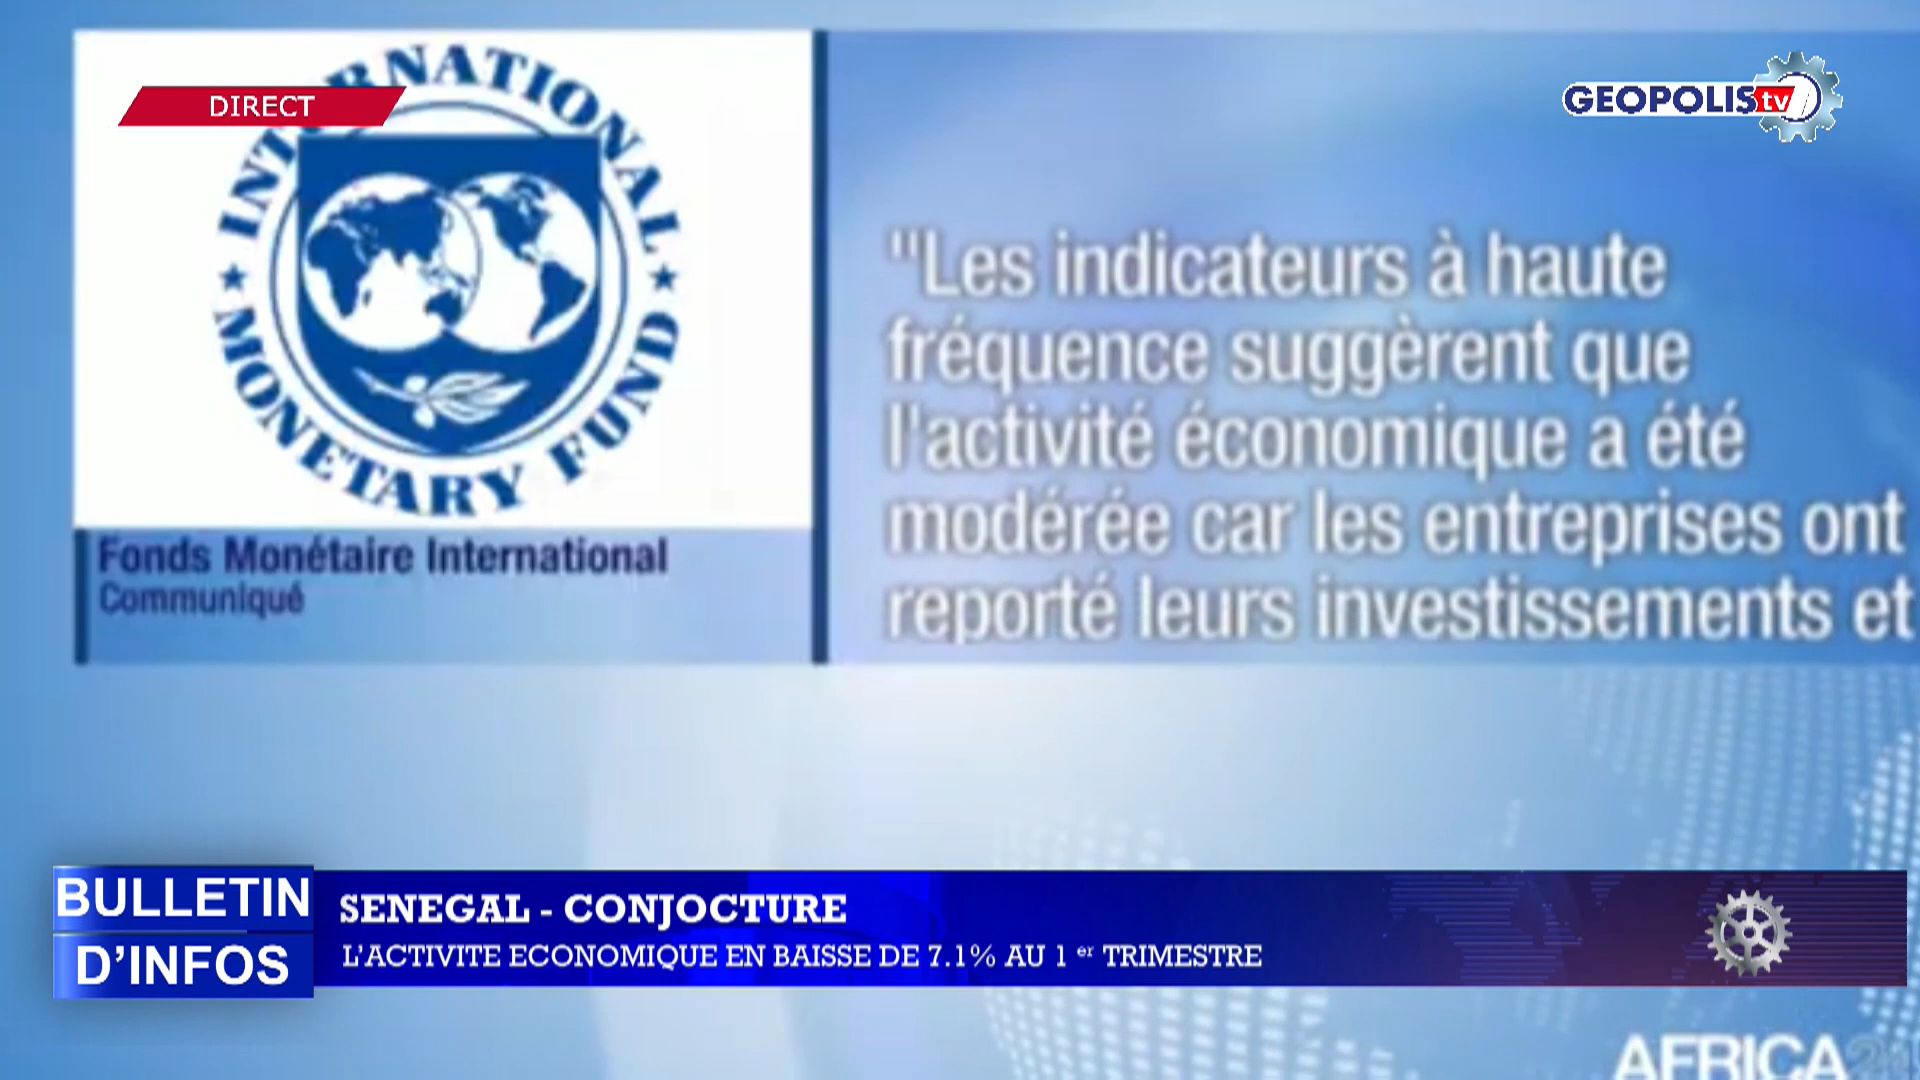 DIRECT
GEOPOLIS tv
INTERNATIONAL
MONETARY FUND
"Les indicateurs à haute
fréquence suggèrent que
l'activité économique a été
modérée car les entreprises ont
reporté leurs investissements et
Fonds Monétaire International
Communiqué
BULLETIN
D'INFOS
SENEGAL - CONJOCTURE
L'ACTIVITE ECONOMIQUE EN BAISSE DE 7.1% AU 1 er TRIMESTRE
AFRICA